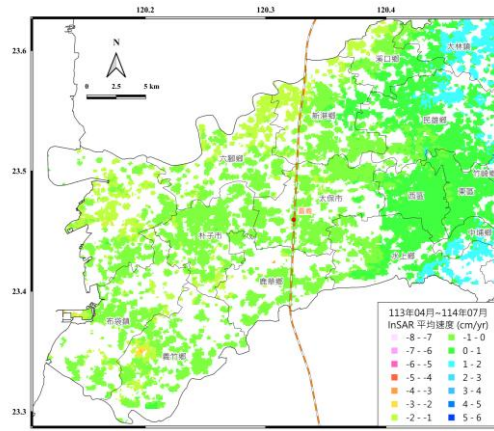 120.2 120.3 120.4
23.6
23.5
23.4
23.3
N
0 2.5 5 km
大林鎮
溪口鄉
新港鄉
民雄鄉
六腳鄉
竹崎鄉
太保市
西區
東區
嘉義
朴子市
中埔鄉
水上鄉
鹿草鄉
布袋鎮
義竹鄉
113年04月~114年07月
InSAR 平均速度 (cm/yr)
-8 - -7
-7 - -6
-6 - -5
-5 - -4
-4 - -3
-3 - -2
-2 - -1
-1 - 0
0 - 1
1 - 2
2 - 3
3 - 4
4 - 5
5 - 6